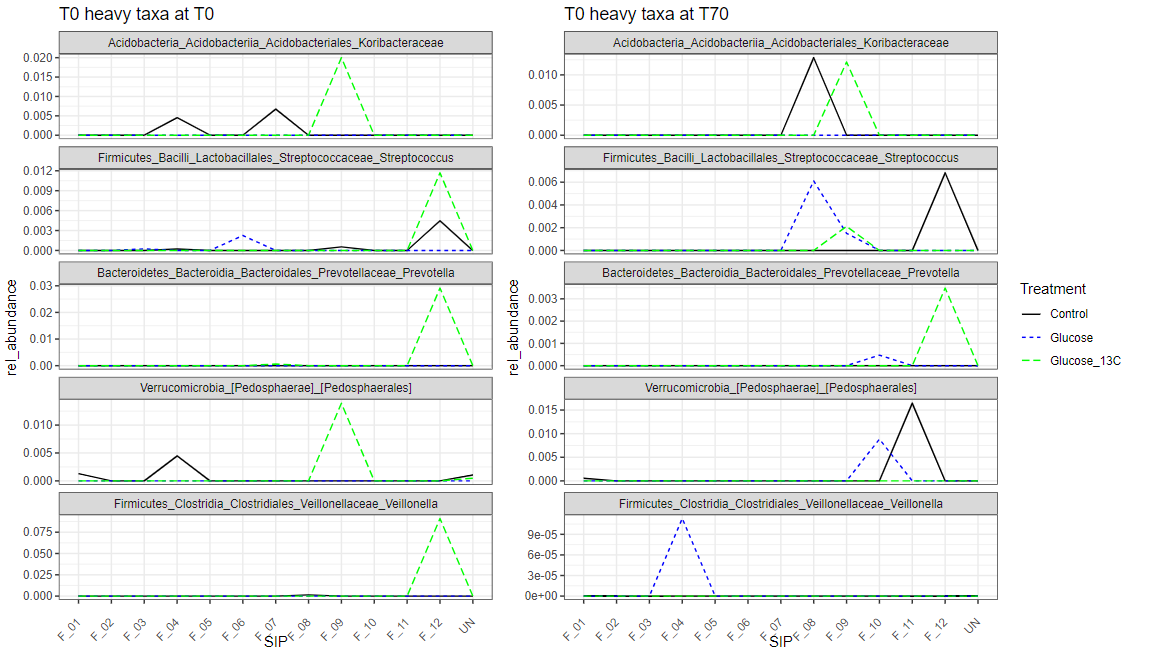 T0 heavy taxa at T0
rel_abundance
Acidobacteria_Acidobacteriia_Acidobacteriales_Koribacteraceae
0.020
0.015
0.010
0.005
0.000
Firmicutes_Bacilli_Lactobacillales_Streptococcaceae_Streptococcus
0.012
0.009
0.006
0.003
0.000
Bacteroidetes_Bacteroidia_Bacteroidales_Prevotellaceae_Prevotella
0.03
0.02
0.01
0.00
Verrucomicrobia_[Pedosphaerae]_[Pedosphaerales]
0.010
0.005
0.000
Firmicutes_Clostridia_Clostridiales_Veillonellaceae_Veillonella
0.075
0.050
0.025
0.000
F_01 F_02 F_03 F_04 F_05 F_06 F_07 F_08 F_09 F_10 F_11 F_12 UN
SIP
T0 heavy taxa at T70
rel_abundance
Acidobacteria_Acidobacteriia_Acidobacteriales_Koribacteraceae
0.010
0.005
0.000
Firmicutes_Bacilli_Lactobacillales_Streptococcaceae_Streptococcus
0.006
0.004
0.002
0.000
Bacteroidetes_Bacteroidia_Bacteroidales_Prevotellaceae_Prevotella
0.003
0.002
0.001
0.000
Verrucomicrobia_[Pedosphaerae]_[Pedosphaerales]
0.015
0.010
0.005
0.000
Firmicutes_Clostridia_Clostridiales_Veillonellaceae_Veillonella
9e-05
6e-05
3e-05
0e+00
F_01 F_02 F_03 F_04 F_05 F_06 F_07 F_08 F_09 F_10 F_11 F_12 UN
SIP
Treatment
Control
Glucose
Glucose_13C